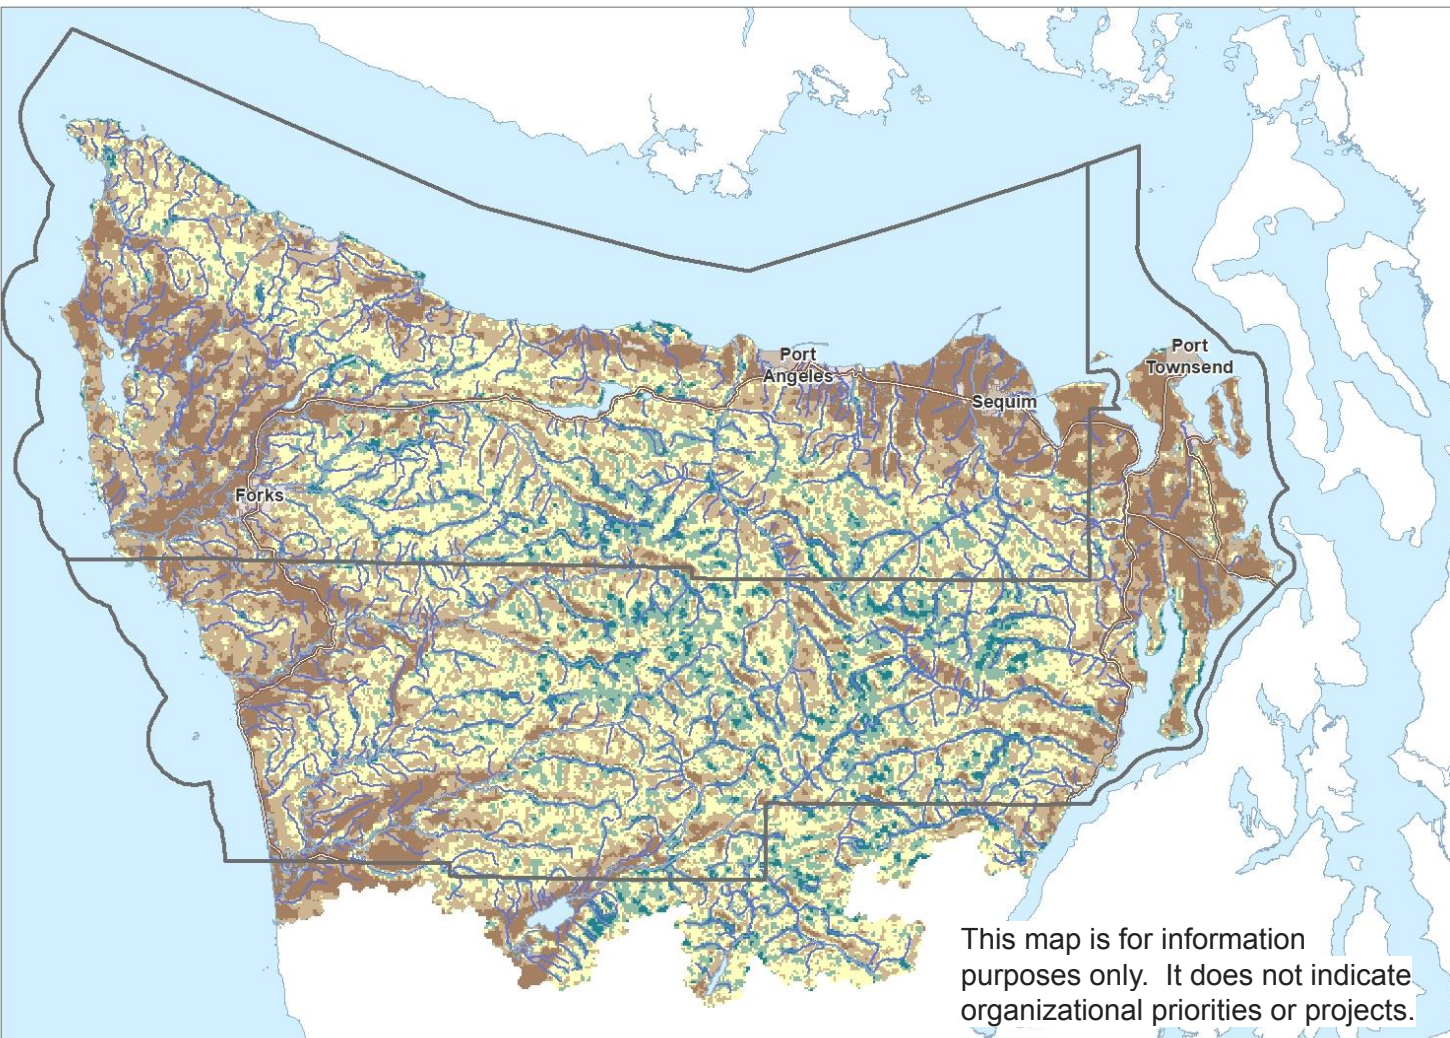 Port
Angeles
Port
Townsend
Sequim
Forks
This map is for information
purposes only.  It does not indicate
organizational priorities or projects.